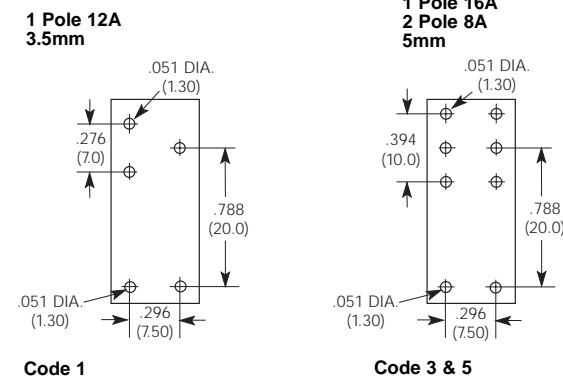 1 Pole 12A
3.5mm
.051 DIA.
(1.30)
.276
(7.0)
.788
(20.0)
.051 DIA.
(1.30)
.296
(7.50)
Code 1
1 Pole 16A
2 Pole 8A
5mm
.051 DIA.
(1.30)
.394
(10.0)
.788
(20.0)
.051 DIA.
(1.30)
.296
(7.50)
Code 3 & 5